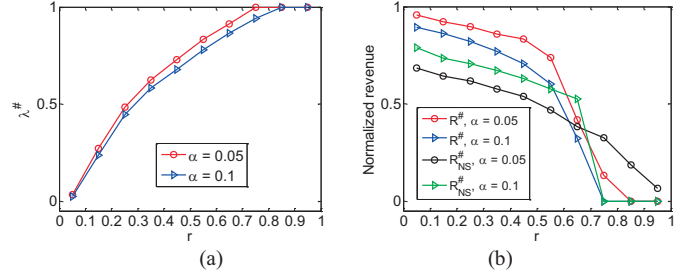 1
0.5
0
λ#
α = 0.05
α = 0.1
0 0.1 0.2 0.3 0.4 0.5 0.6 0.7 0.8 0.9 1
r
(a)
1
0.5
0
Normalized revenue
R#, α = 0.05
R#, α = 0.1
R#NS, α = 0.05
R#NS, α = 0.1
0 0.1 0.2 0.3 0.4 0.5 0.6 0.7 0.8 0.9 1
r
(b)